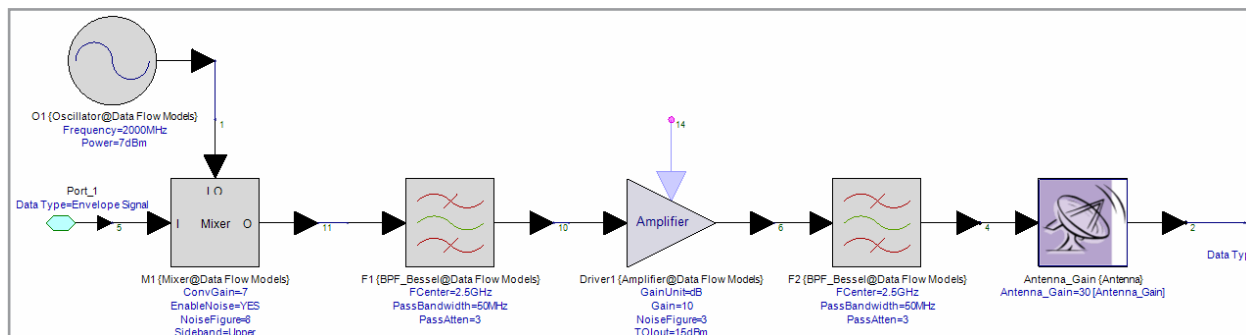 O1 {Oscillator@Data Flow Models}
Frequency=2000MHz
Power=7dBm
1
14
Port_1
Data Type=Envelope Signal
5
LO
I Mixer O
11
10
Amplifier
6
4
2
Data Ty
M1 {Mixer@Data Flow Models}
ConvGain=-7
EnableNoise=YES
NoiseFigure=8
Sideband=Upper
F1 {BPF_Bessel@Data Flow Models}
FCenter=2.5GHz
PassBandwidth=50MHz
PassAtten=3
Driver1 {Amplifier@Data Flow Models}
GainUnit=dB
Gain=10
NoiseFigure=3
TOIout=15dBm
F2 {BPF_Bessel@Data Flow Models}
FCenter=2.5GHz
PassBandwidth=50MHz
PassAtten=3
Antenna_Gain {Antenna}
Antenna_Gain=30 [Antenna_Gain]